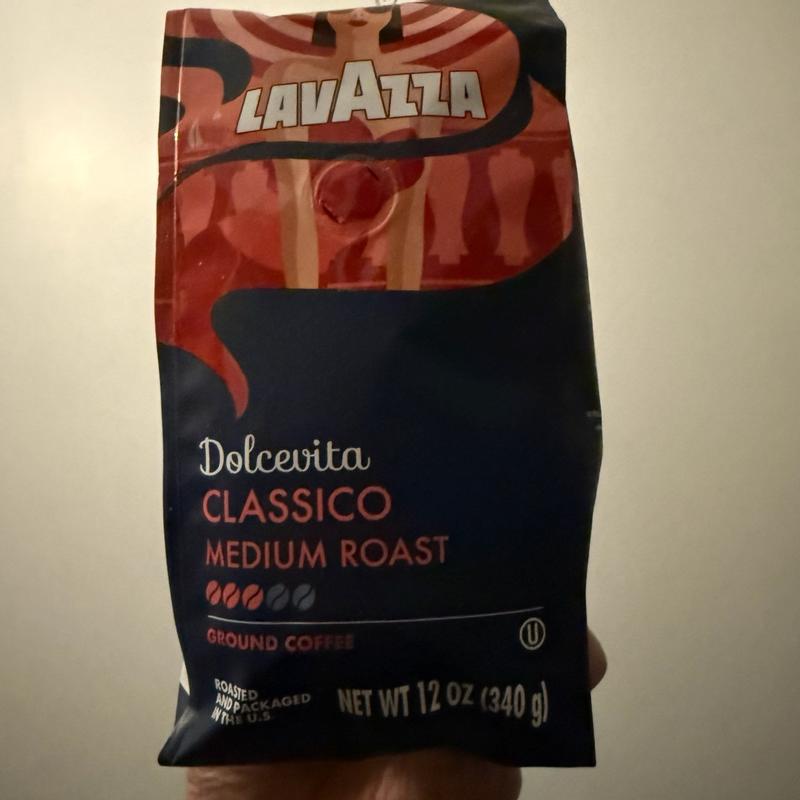 LAVAZZA
Dolcevita
CLASSICO
MEDIUM ROAST
GROUND COFFEE
U
ROASTED
AND PACKAGED
IN THE U.S.
NET WT 12 OZ (340 g)